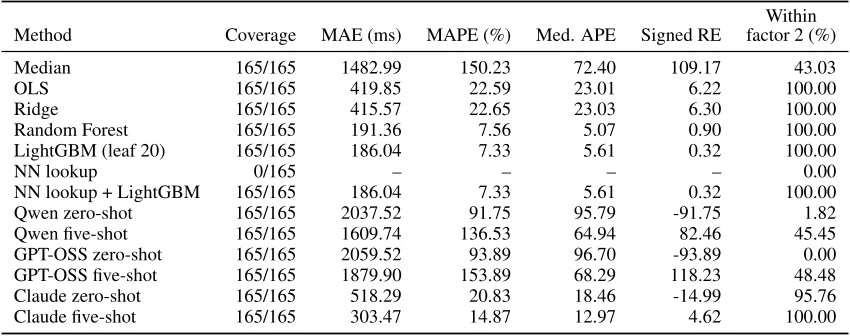 Within
Method Coverage MAE (ms) MAPE (%) Med. APE Signed RE factor 2 (%)
Median 165/165 1482.99 150.23 72.40 109.17 43.03
OLS 165/165 419.85 22.59 23.01 6.22 100.00
Ridge 165/165 415.57 22.65 23.03 6.30 100.00
Random Forest 165/165 191.36 7.56 5.07 0.90 100.00
LightGBM (leaf 20) 165/165 186.04 7.33 5.61 0.32 100.00
NN lookup 0/165 – – – – 0.00
NN lookup + LightGBM 165/165 186.04 7.33 5.61 0.32 100.00
Qwen zero-shot 165/165 2037.52 91.75 95.79 -91.75 1.82
Qwen five-shot 165/165 1609.74 136.53 64.94 82.46 45.45
GPT-OSS zero-shot 165/165 2059.52 93.89 96.70 -93.89 0.00
GPT-OSS five-shot 165/165 1879.90 153.89 68.29 118.23 48.48
Claude zero-shot 165/165 518.29 20.83 18.46 -14.99 95.76
Claude five-shot 165/165 303.47 14.87 12.97 4.62 100.00